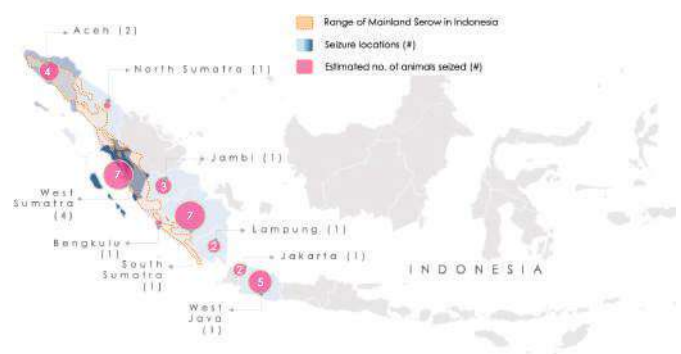 Range of Mainland Serow in Indonesia
Seizure locations (#)
Estimated no. of animals seized (#)
Aceh (2)
4
North Sumatra (1)
Jambi (1)
7
3
West
Sumatra
(4)
7
Lampung (1)
2
Bengkulu
(1)
South
Sumatra
(1)
Jakarta (1)
2
5
INDONESIA
West
Java
(1)